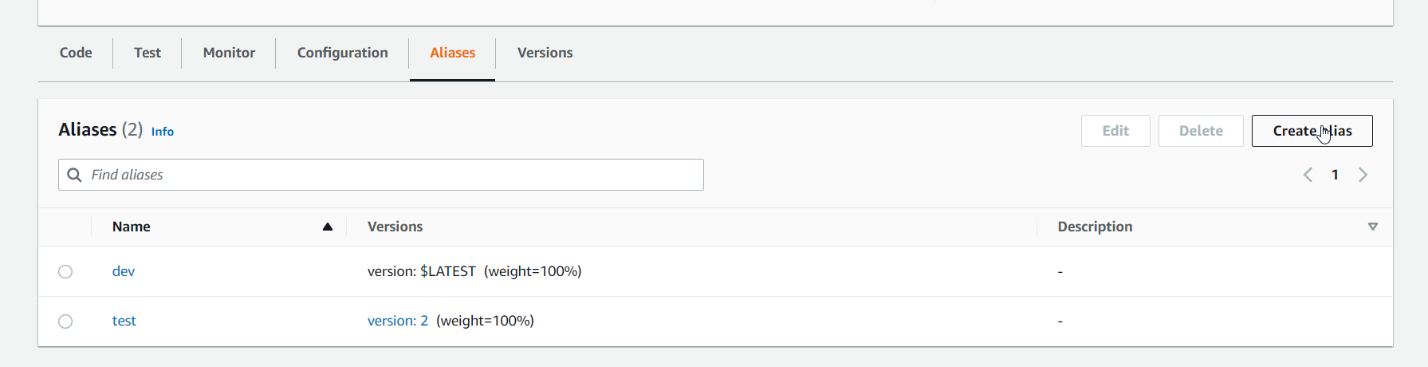 Code Test Monitor Configuration Aliases Versions
Aliases (2) Info Edit Delete Create alias
Find aliases 1
Name Versions Description
dev version: $LATEST (weight=100%) -
test version: 2 (weight=100%) -